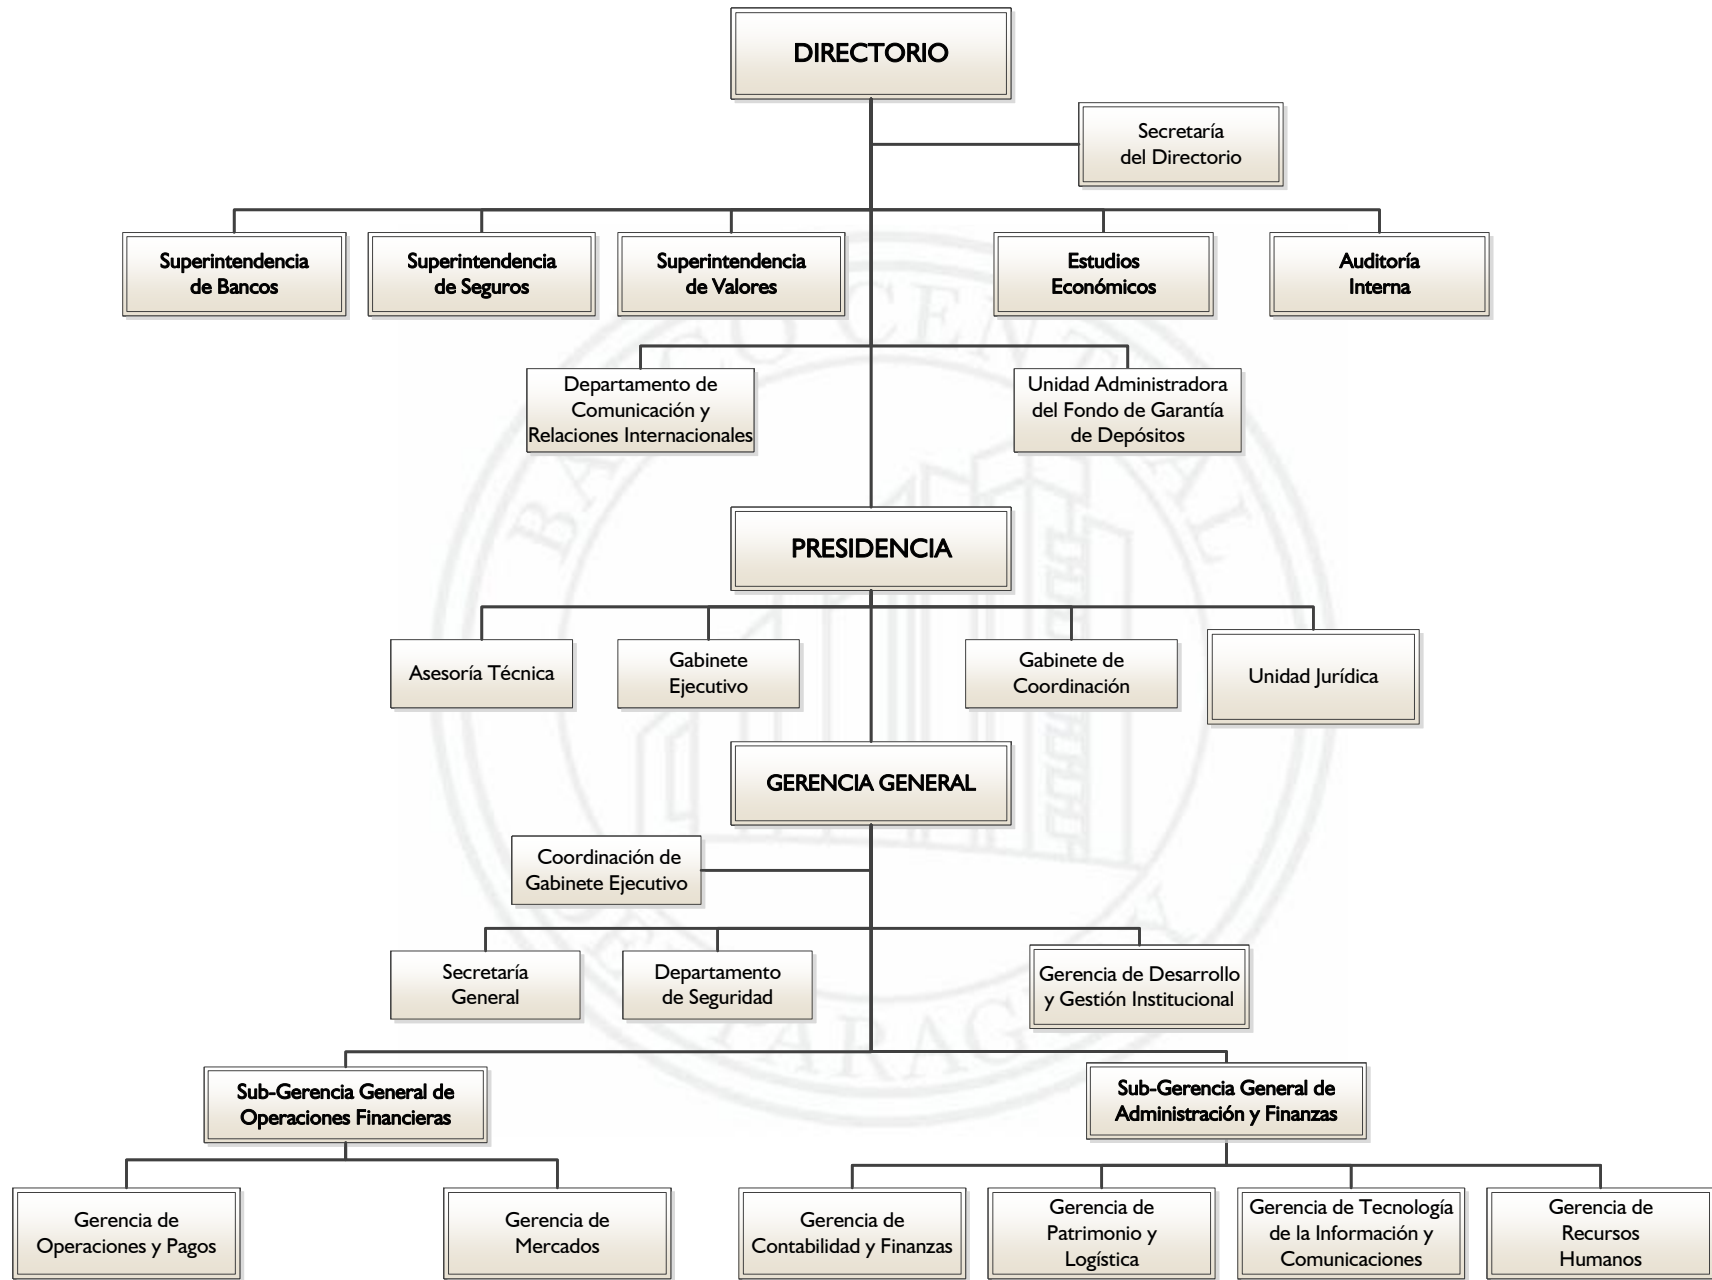 DIRECTORIO
Secretaría
del Directorio
Superintendencia
de Bancos
Superintendencia
de Seguros
Superintendencia
de Valores
Estudios
Económicos
Auditoría
Interna
Departamento de
Comunicación y
Relaciones Internacionales
Unidad Administradora
del Fondo de Garantía
de Depósitos
PRESIDENCIA
Asesoría Técnica
Gabinete
Ejecutivo
Gabinete de
Coordinación
Unidad Jurídica
GERENCIA GENERAL
Coordinación de
Gabinete Ejecutivo
Secretaría
General
Departamento
de Seguridad
Gerencia de Desarrollo
y Gestión Institucional
Sub-Gerencia General de
Operaciones Financieras
Sub-Gerencia General de
Administración y Finanzas
Gerencia de
Operaciones y Pagos
Gerencia de
Mercados
Gerencia de
Contabilidad y Finanzas
Gerencia de
Patrimonio y
Logística
Gerencia de Tecnología
de la Información y
Comunicaciones
Gerencia de
Recursos
Humanos
BANCO CENTRAL
DEL PARAGUAY